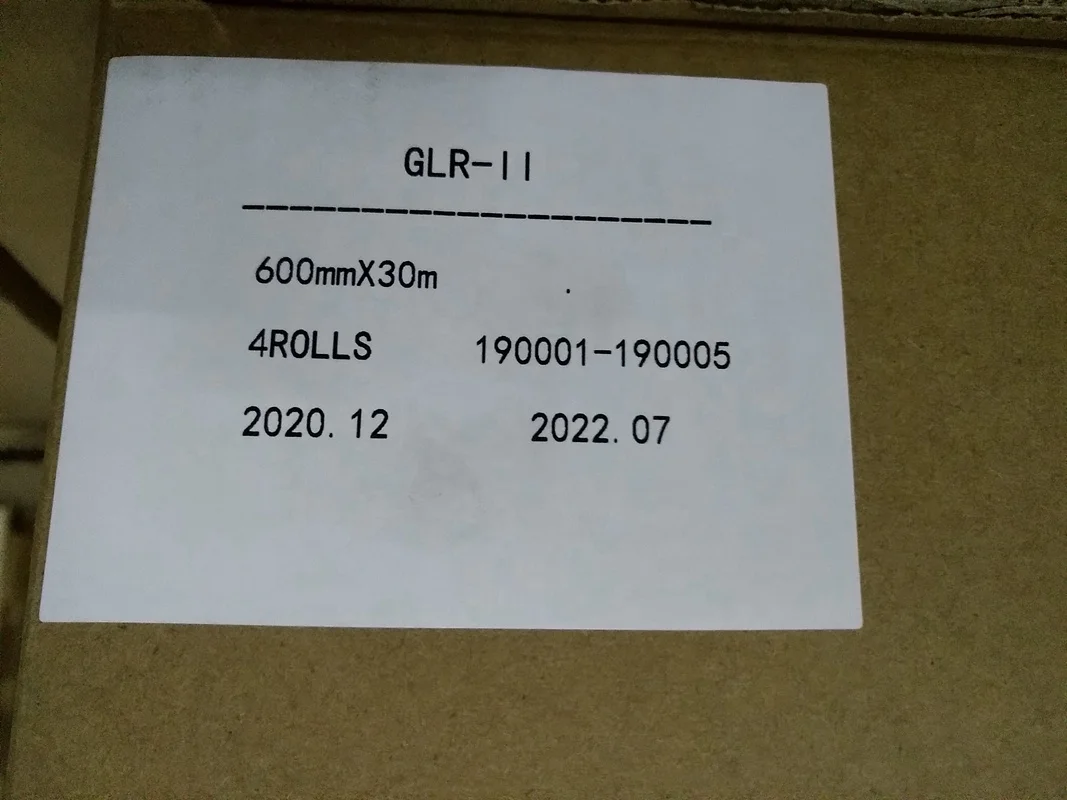 GLR-II
--------------------
600mmX30m
4ROLLS 190001-190005
2020.12 2022.07